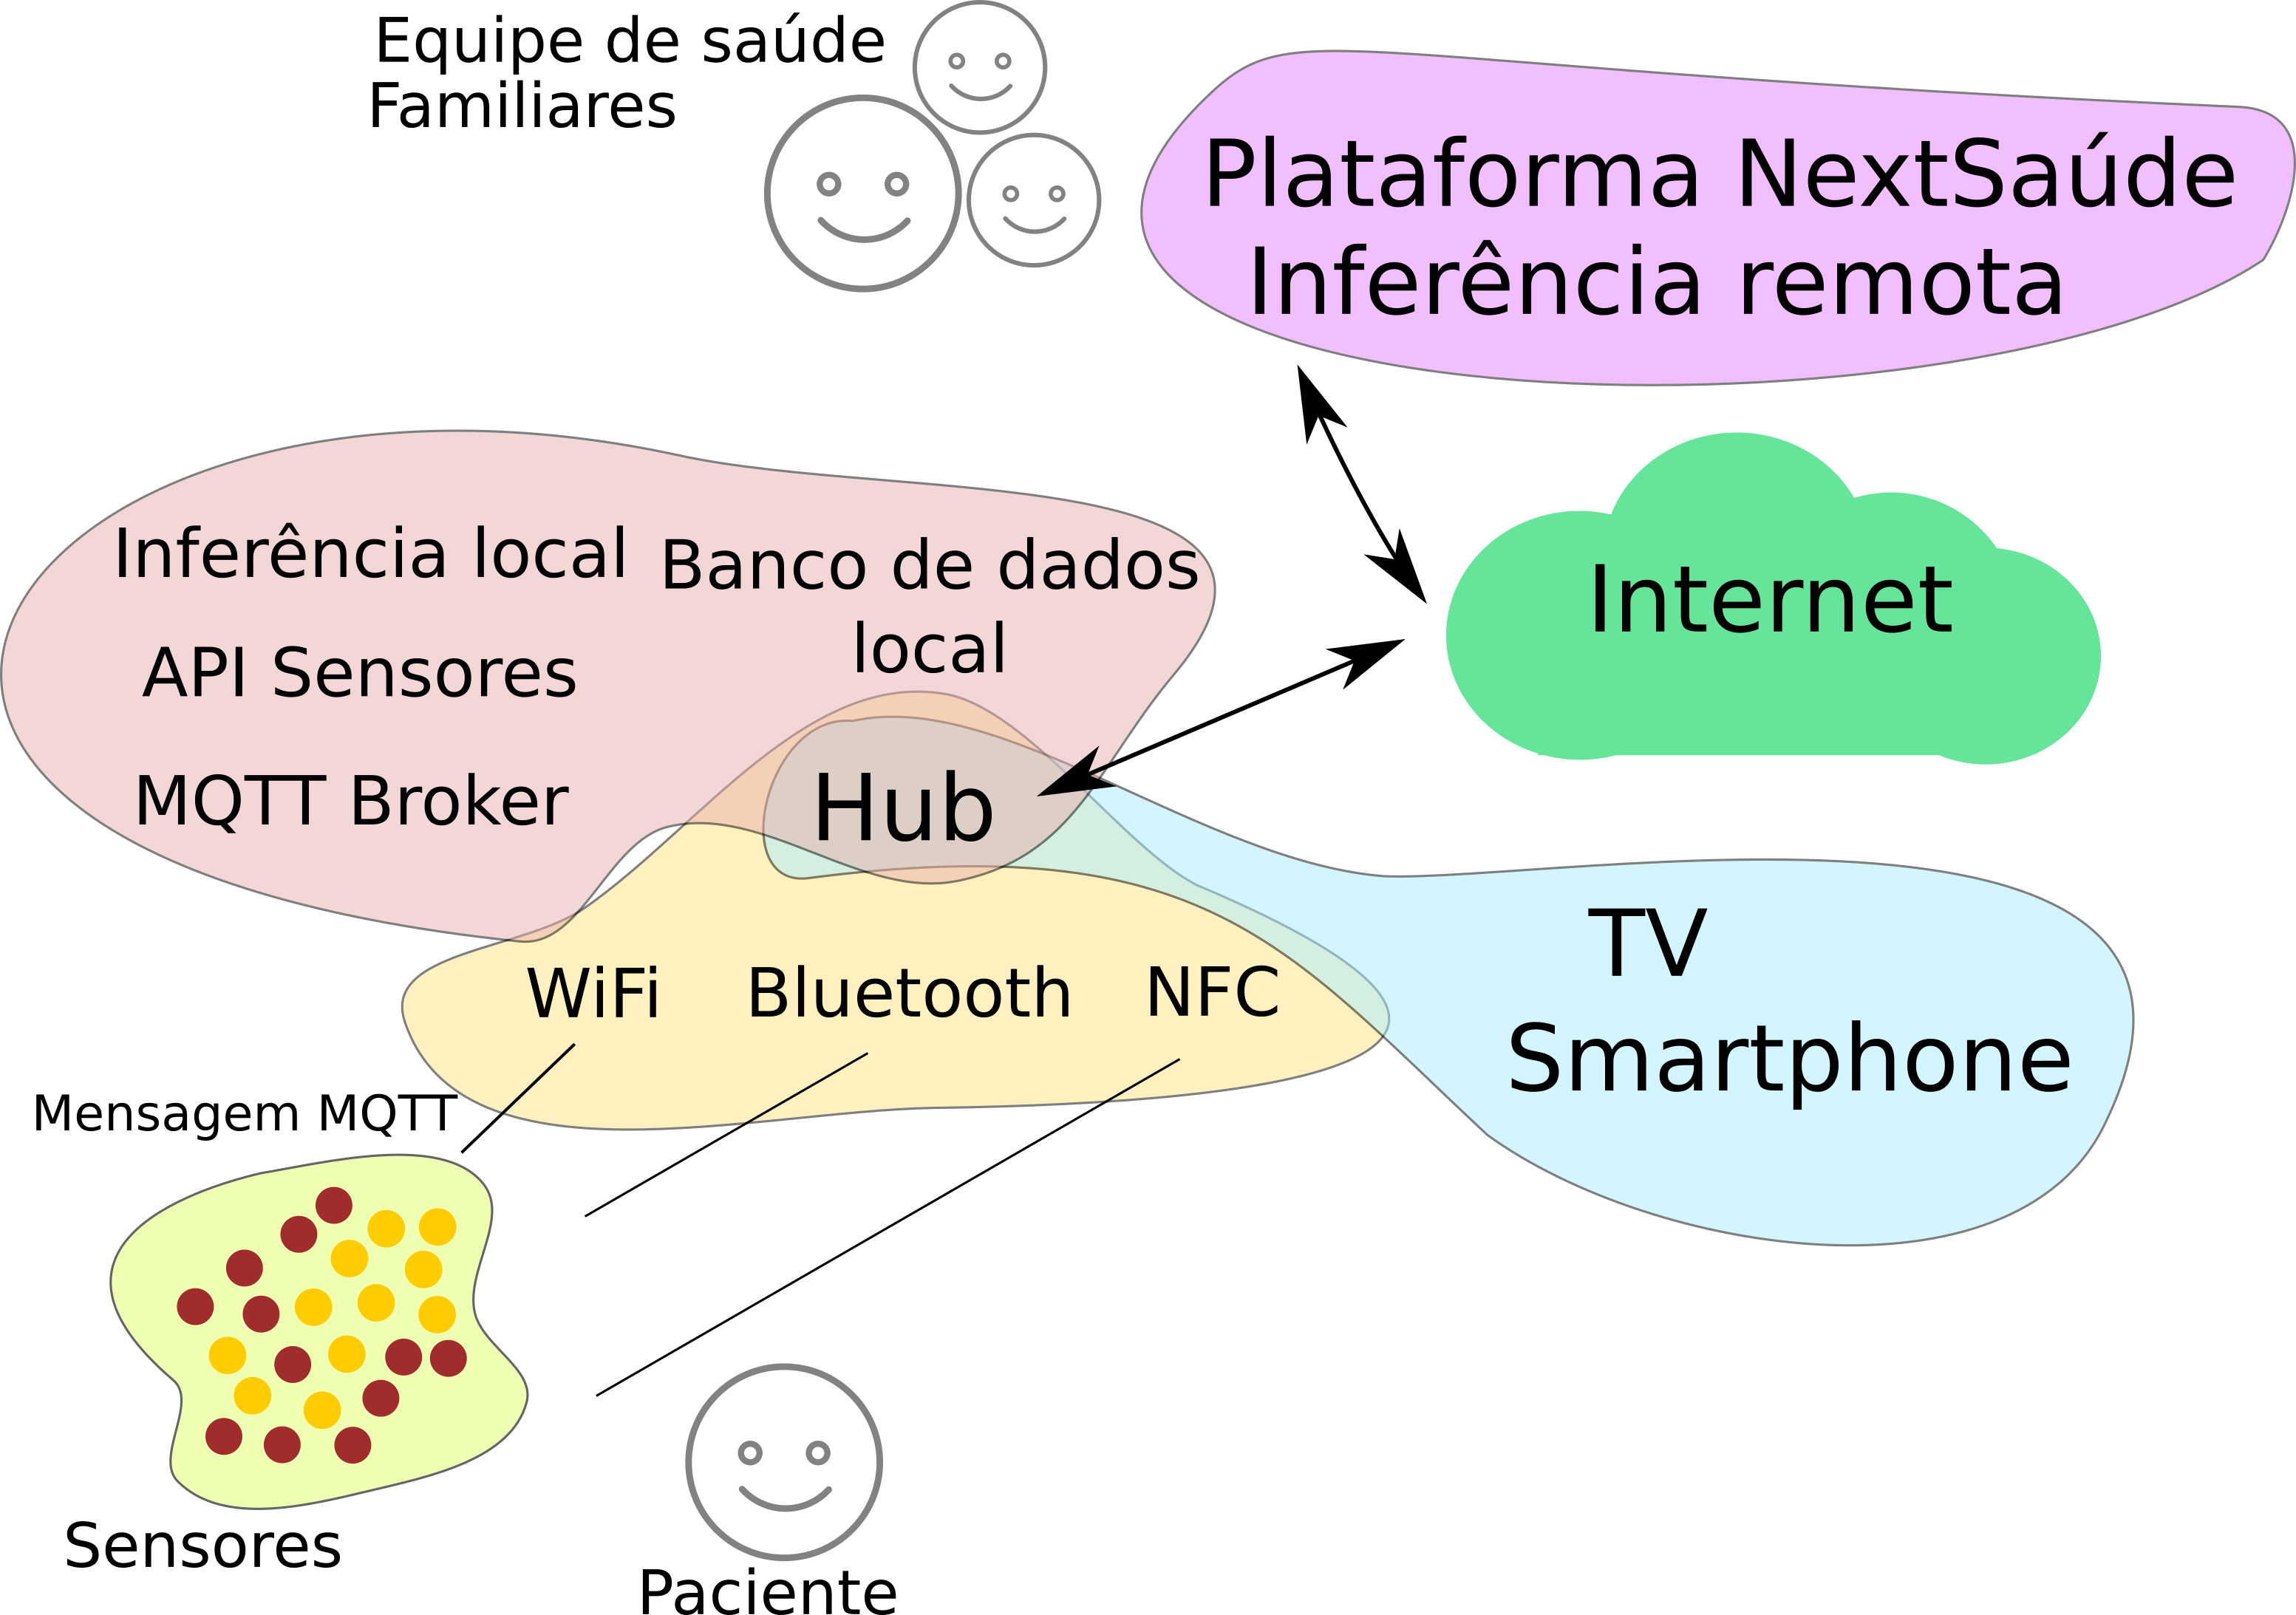 Equipe de saúde
Familiares
Plataforma NextSaúde
Inferência remota
Inferência local
Banco de dados
local
API Sensores
MQTT Broker
Hub
Internet
WiFi
Bluetooth
NFC
TV
Smartphone
Mensagem MQTT
Sensores
Paciente